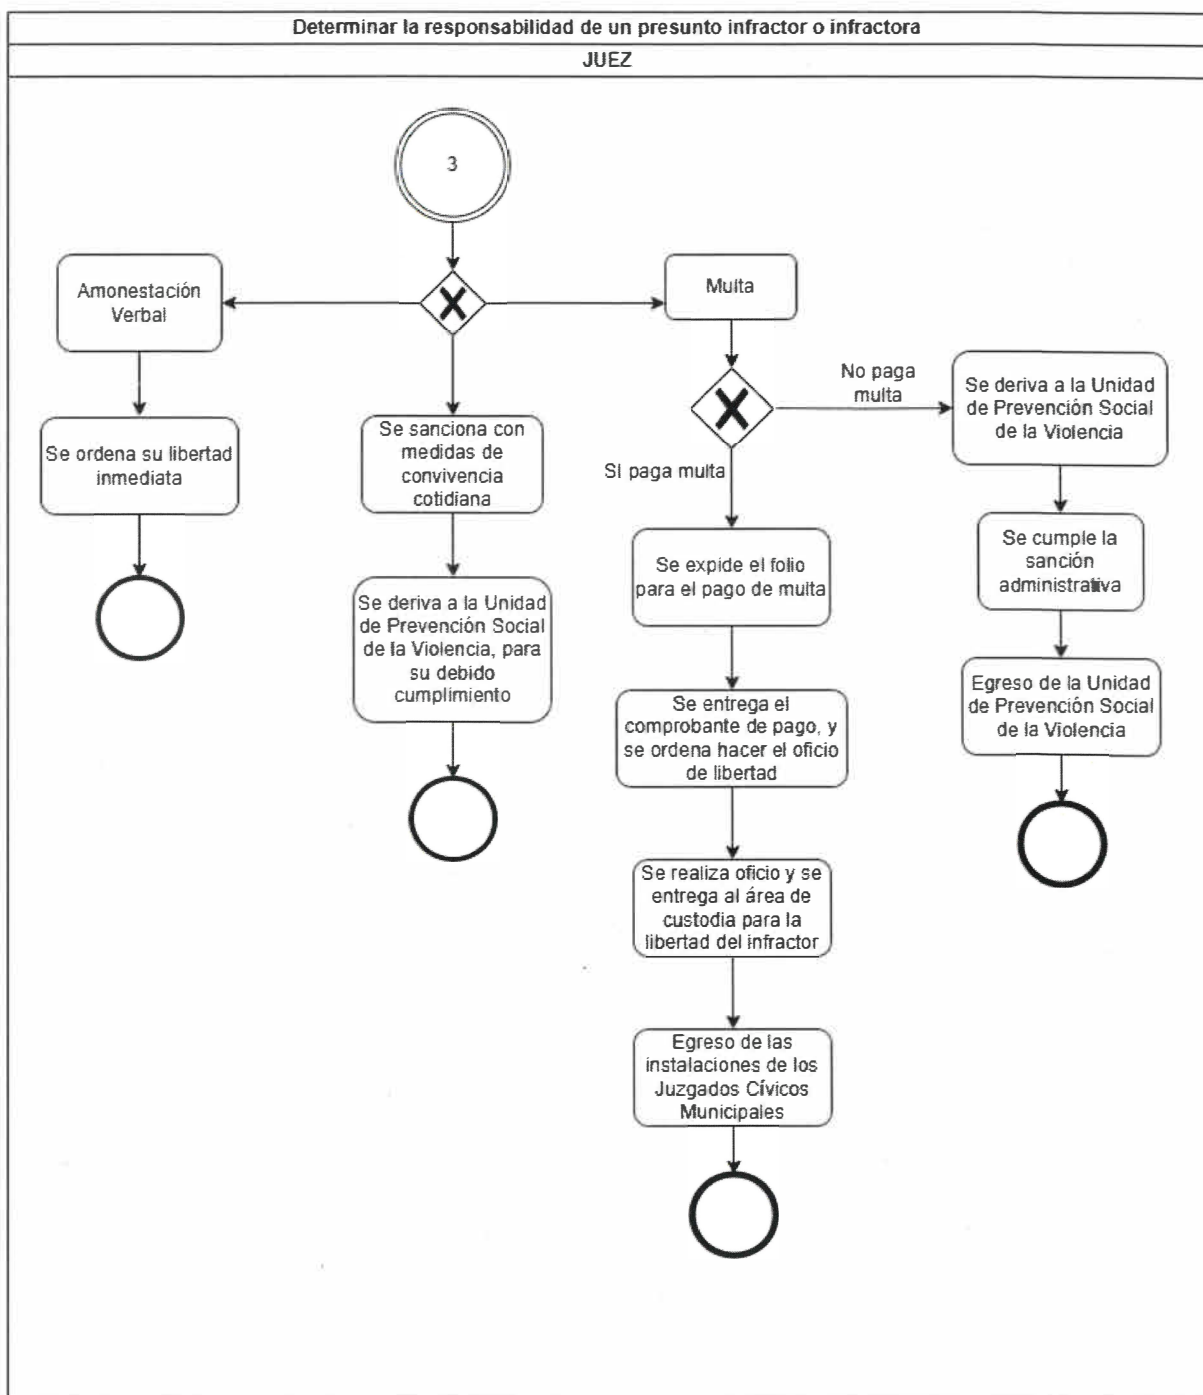 Determinar la responsabilidad de un presunto infractor o infractora
JUEZ
3
Amonestación
Verbal
Se ordena su libertad
inmediata
Se sanciona con
medidas de
convivencia
cotidiana
Se deriva a la Unidad
de Prevención Social
de la Violencia, para
su debido
cumplimiento
Multa
No paga
multa
SI paga multa
Se expide el folio
para el pago de multa
Se entrega el
comprobante de pago, y
se ordena hacer el oficio
de libertad
Se realiza oficio y se
entrega al área de
custodia para la
libertad del infractor
Egreso de las
instalaciones de los
Juzgados Cívicos
Municipales
Se deriva a la Unidad
de Prevención Social
de la Violencia
Se cumple la
sanción
administrativa
Egreso de la Unidad
de Prevención Social
de la Violencia